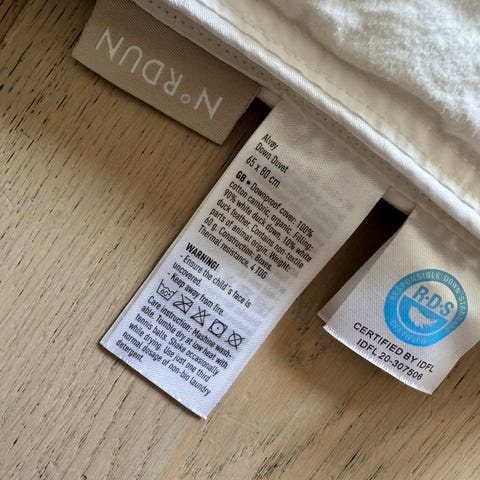 N°RDUN
Alvøy
Down Duvet
65 x 80 cm
GB • Downproof cover: 100%
cotton cambric, organic. Filling:
90% white duck down, 10% white
duck feather. Contains non-textile
parts of animal origin. Weight:
60 g. Construction: Boxes.
Thermal resistance, 4 TOG
WARNING!
- Ensure the child´s face is
uncovered.
- Keep away from fire.
Care instruction: Machine wash-
able. Tumble dry at low heat with
tennis balls. Shake occasionally
while drying. Use just one third
normal dosage of non-bio laundry
detergent.
RESPONSIBLE DOWN STANDARD
R·D·S
CERTIFIED BY IDFL
IDFL 20-307506